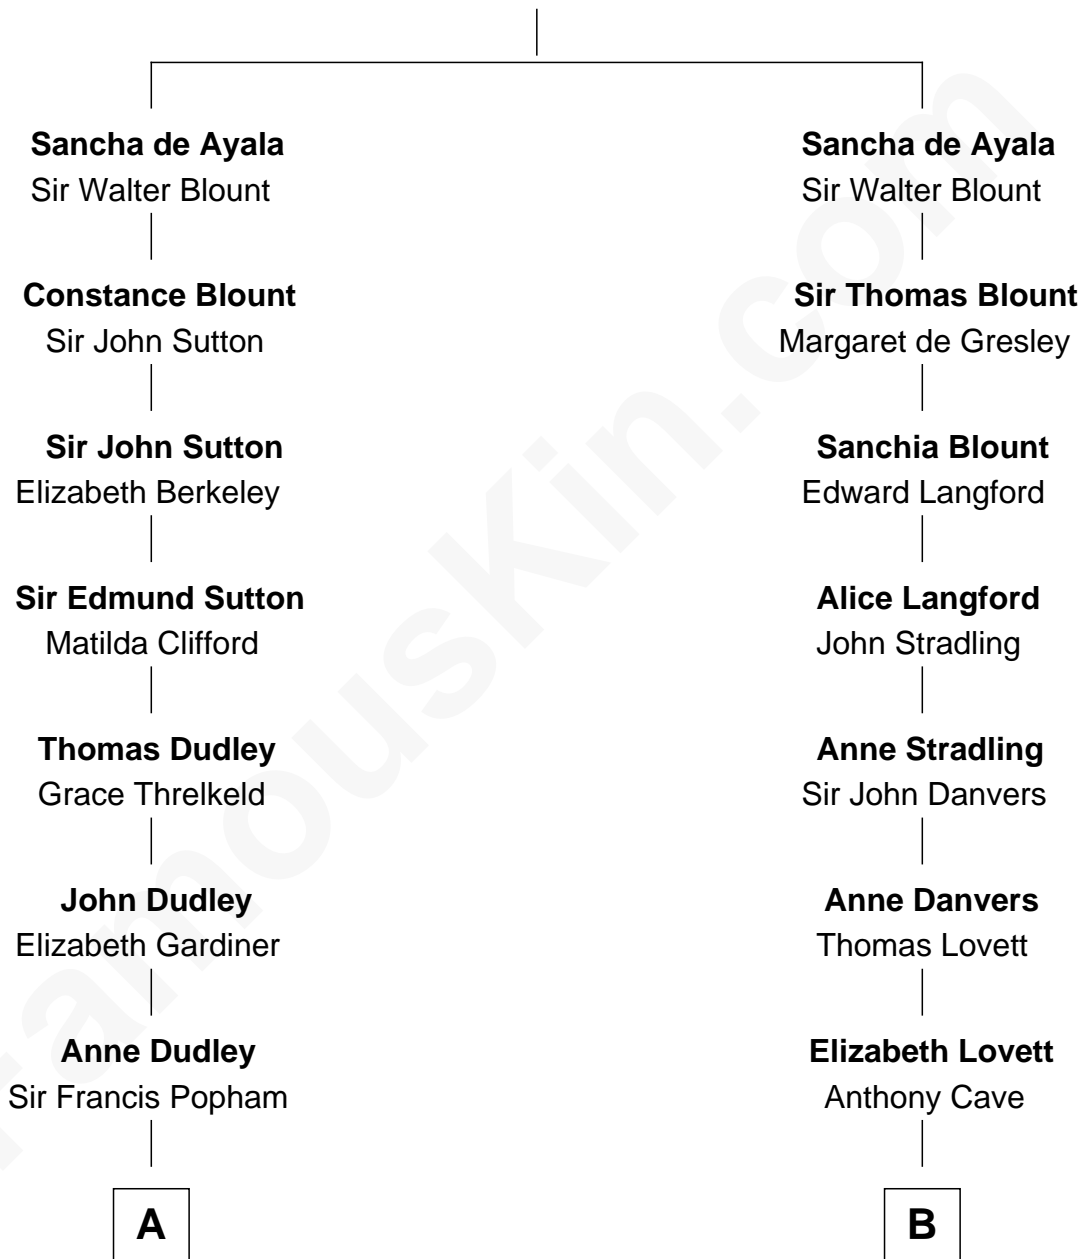 Sancha de Ayala
Sir Walter Blount
Constance Blount
Sir John Sutton
Sir John Sutton
Elizabeth Berkeley
Sir Edmund Sutton
Matilda Clifford
Thomas Dudley
Grace Threlkeld
John Dudley
Elizabeth Gardiner
Anne Dudley
Sir Francis Popham
A
Sancha de Ayala
Sir Walter Blount
Sir Thomas Blount
Margaret de Gresley
Sanchia Blount
Edward Langford
Alice Langford
John Stradling
Anne Stradling
Sir John Danvers
Anne Danvers
Thomas Lovett
Elizabeth Lovett
Anthony Cave
B
FamousKin.com